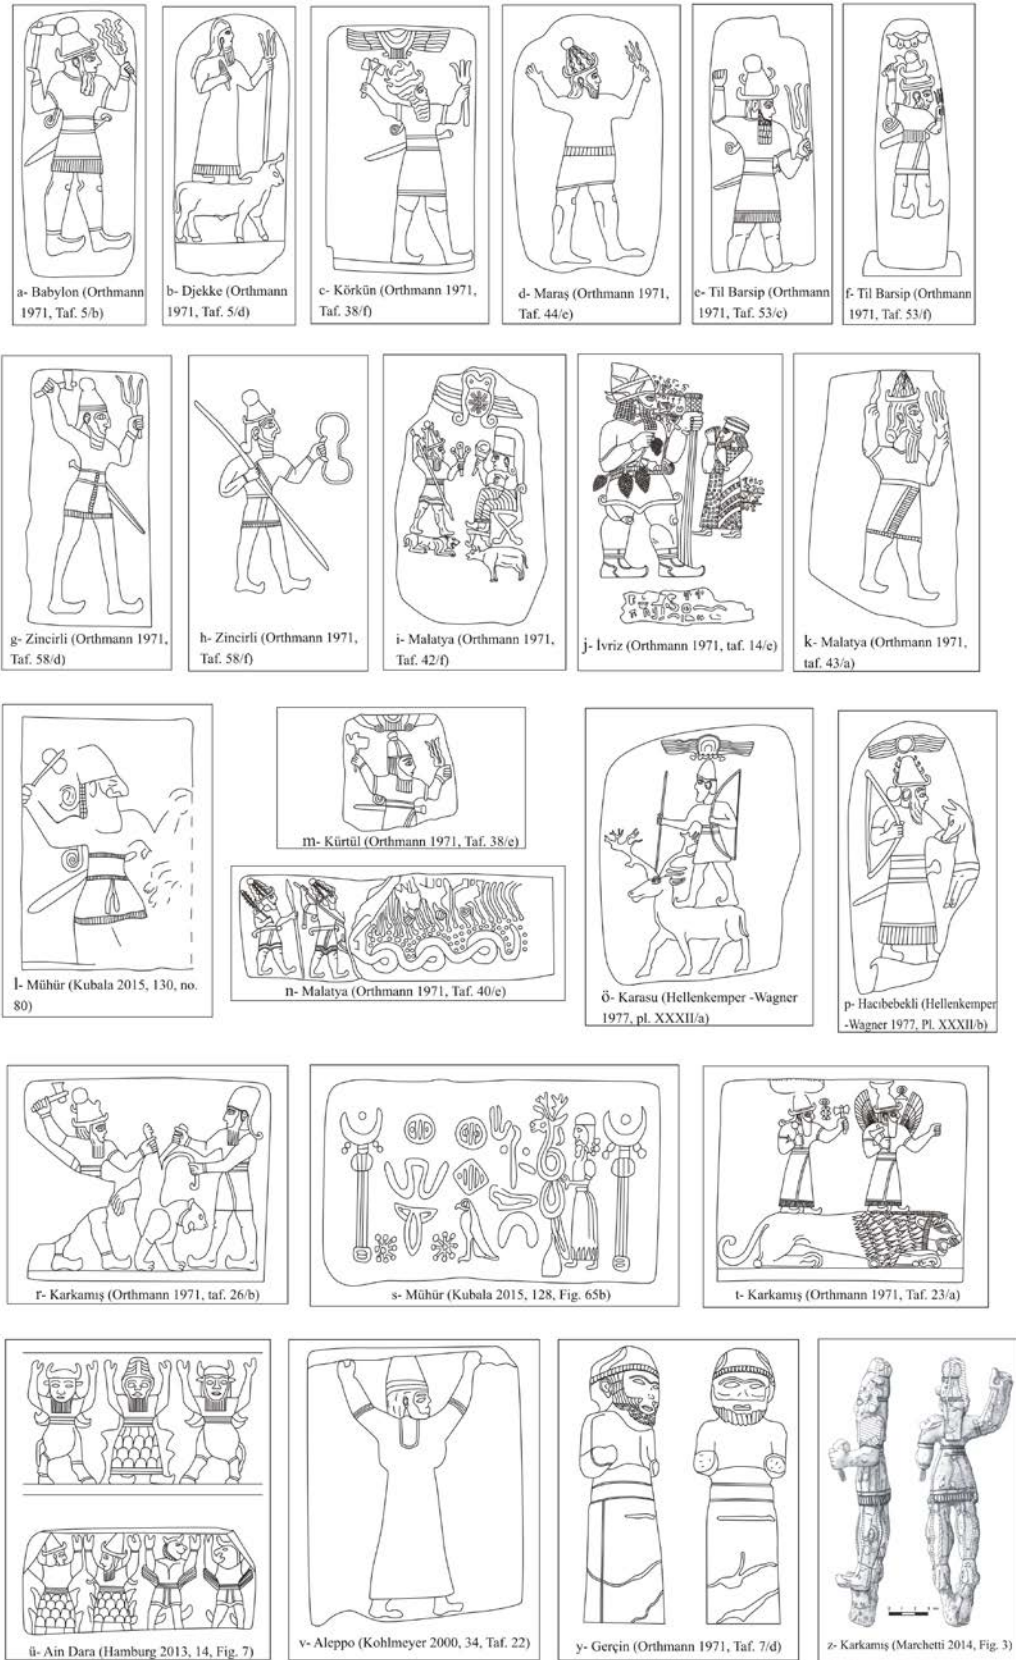 a- Babylon (Orthmann
1971, Taf. 5/b)
b- Djekke (Orthmann
1971, Taf. 5/d)
c- Körkün (Orthmann 1971,
Taf. 38/f)
d- Maraş (Orthmann 1971,
Taf. 44/e)
e- Til Barsip (Orthmann
1971, Taf. 53/c)
f- Til Barsip (Orthmann
1971, Taf. 53/f)
g- Zincirli (Orthmann 1971,
Taf. 58/d)
h- Zincirli (Orthmann 1971,
Taf. 58/f)
i- Malatya (Orthmann 1971,
Taf. 42/f)
j- İvriz (Orthmann 1971, taf. 14/e)
k- Malatya (Orthmann 1971,
taf. 43/a)
l- Mühür (Kubala 2015, 130, no.
80)
m- Kürtül (Orthmann 1971, Taf. 38/e)
n- Malatya (Orthmann 1971, Taf. 40/e)
ö- Karasu (Hellenkemper -Wagner
1977, pl. XXXII/a)
p- Hacıbebekli (Hellenkemper
-Wagner 1977, Pl. XXXII/b)
r- Karkamış (Orthmann 1971, taf. 26/b)
s- Mühür (Kubala 2015, 128, Fig. 65b)
t- Karkamış (Orthmann 1971, Taf. 23/a)
ü- Ain Dara (Hamburg 2013, 14, Fig. 7)
v- Aleppo (Kohlmeyer 2000, 34, Taf. 22)
y- Gerçin (Orthmann 1971, Taf. 7/d)
z- Karkamış (Marchetti 2014, Fig. 3)